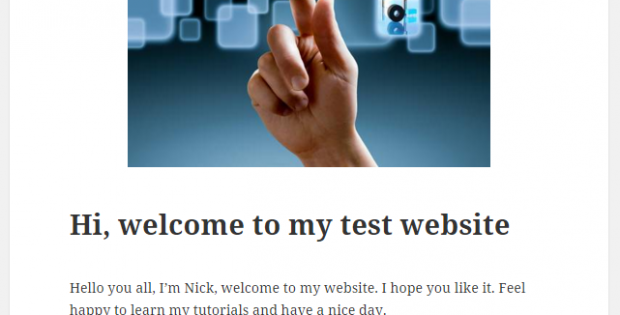 Hi, welcome to my test website
Hello you all, I’m Nick, welcome to my website. I hope you like it. Feel
happy to learn my tutorials and have a nice day.